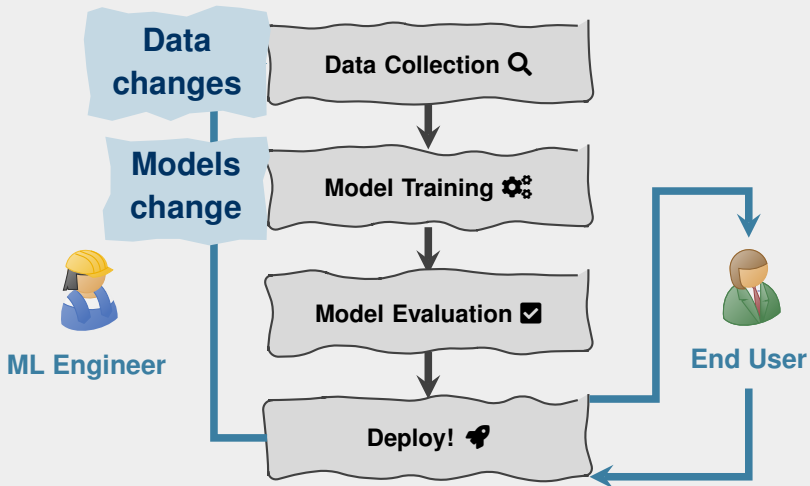 Data
changes
Data Collection
Models
change
Model Training
Model Evaluation
ML Engineer
End User
Deploy!